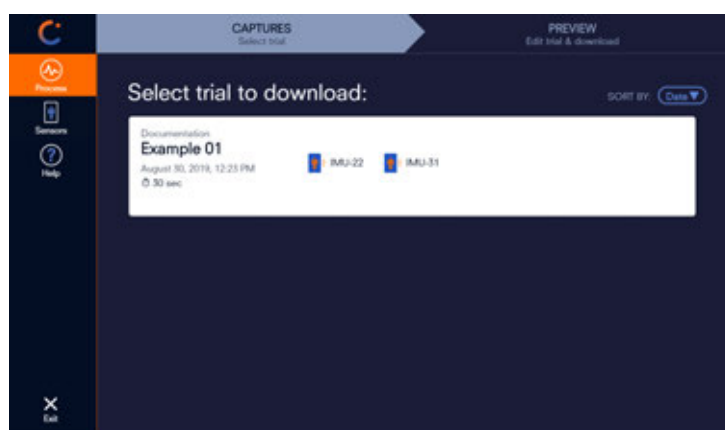 CAPTURES
Select trial
PREVIEW
Edit trial & download
Process
Sensors
Help
Exit
Select trial to download:
SORT BY: Date▼
Documentation
Example 01
August 30, 2019, 12:23 PM
30 sec
IMU-22
IMU-31